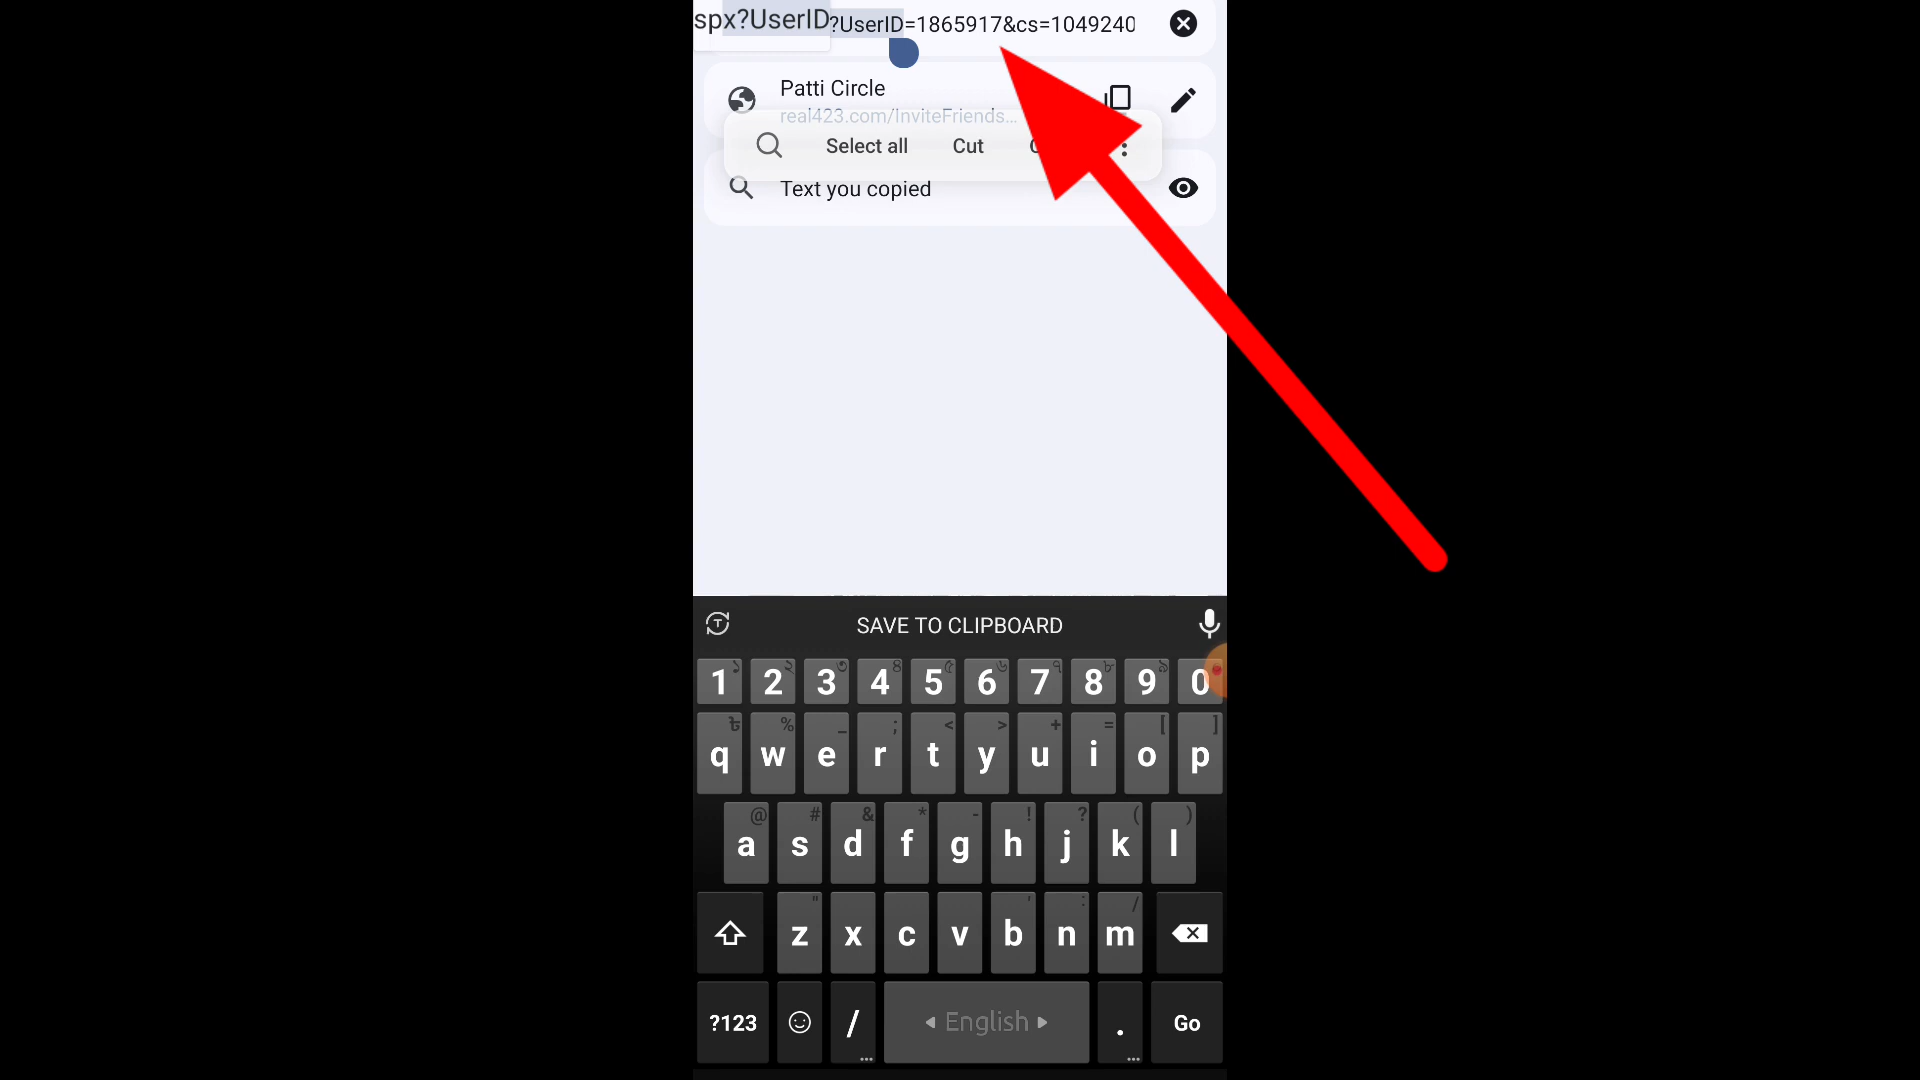 spx?UserID
?UserID=1865917&cs=1049240
Patti Circle
real423.com/InviteFriends...
Select all Cut
Text you copied
SAVE TO CLIPBOARD
1 2 3 4 5 6 7 8 9 0
q w e r t y u i o p
a s d f g h j k l
z x c v b n m
?123 / English . Go